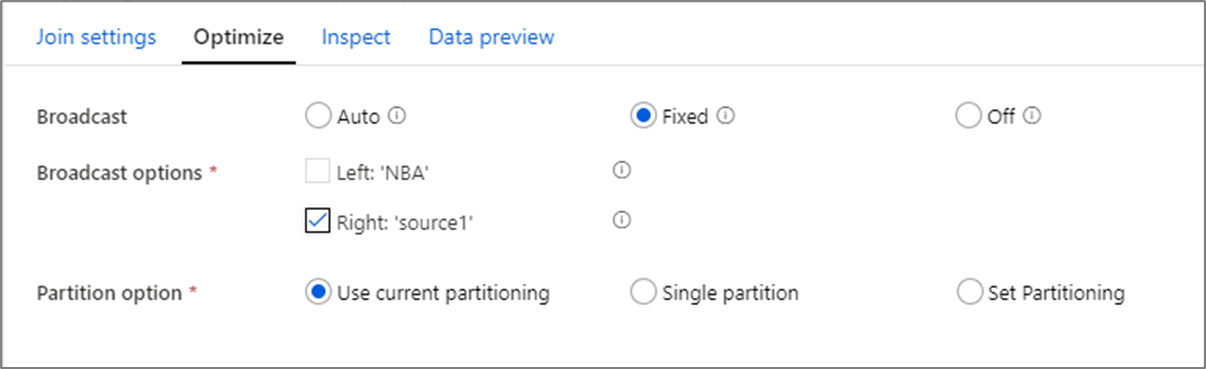 Join settings Optimize Inspect Data preview
Broadcast Auto Fixed Off
Broadcast options * Left: 'NBA'
Right: 'source1'
Partition option * Use current partitioning Single partition Set Partitioning